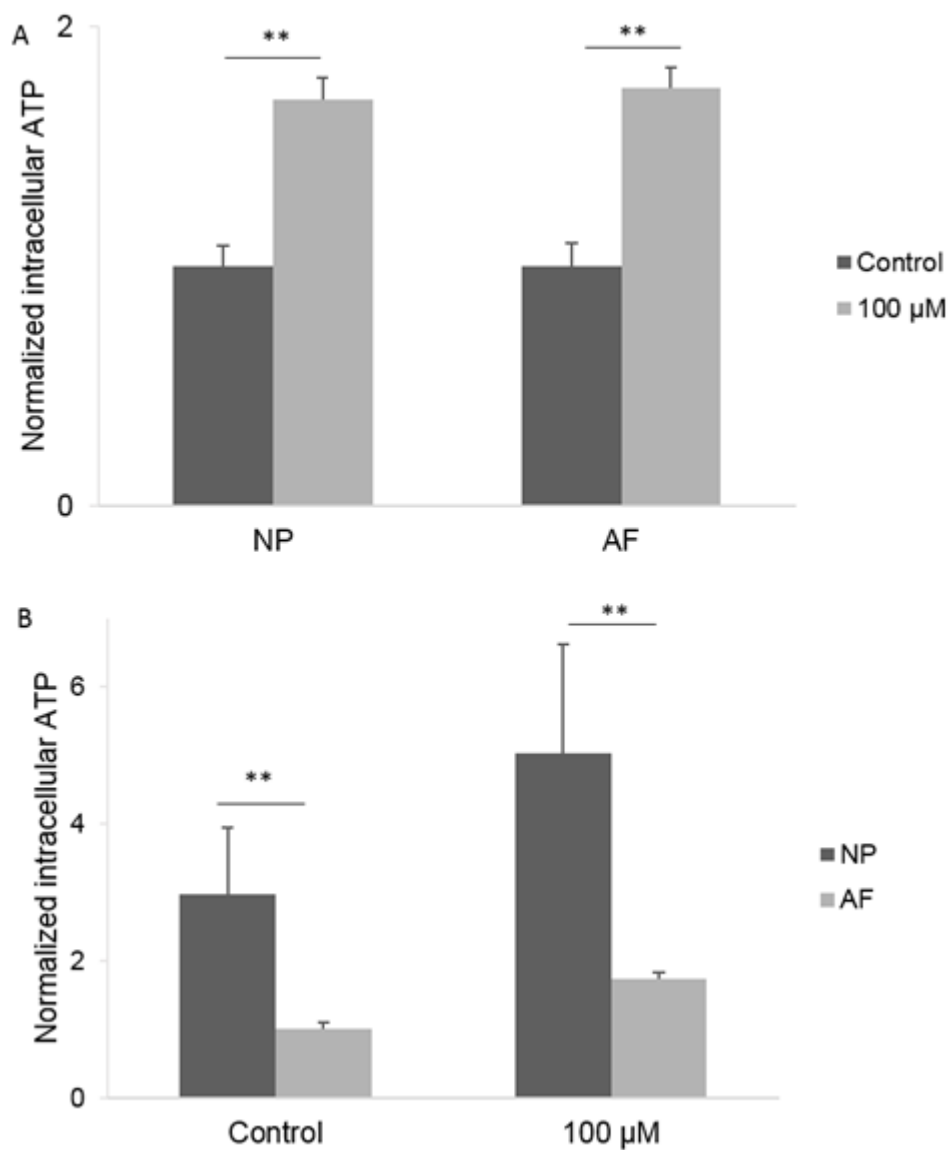 A
2
**
**
Normalized intracellular ATP
Control
100 μM
0
NP
AF
B
**
6
**
4
Normalized intracellular ATP
NP
AF
2
0
Control
100 μM